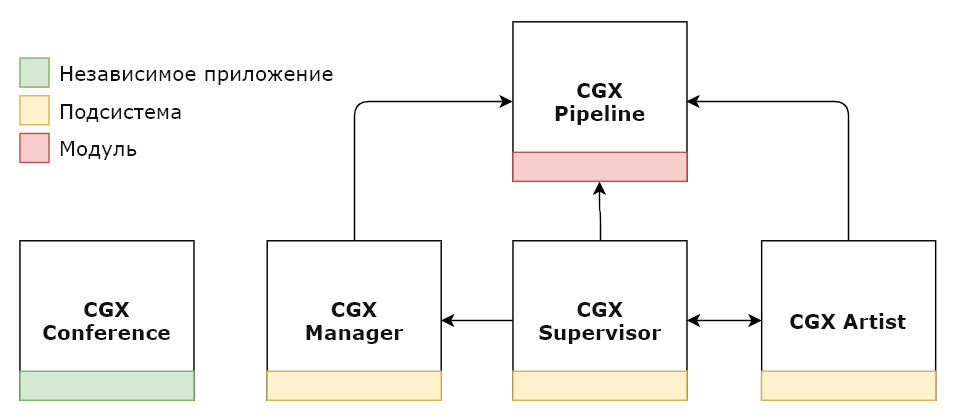 Независимое приложение
Подсистема
Модуль
CGX
Pipeline
CGX
Conference
CGX
Manager
CGX
Supervisor
CGX Artist